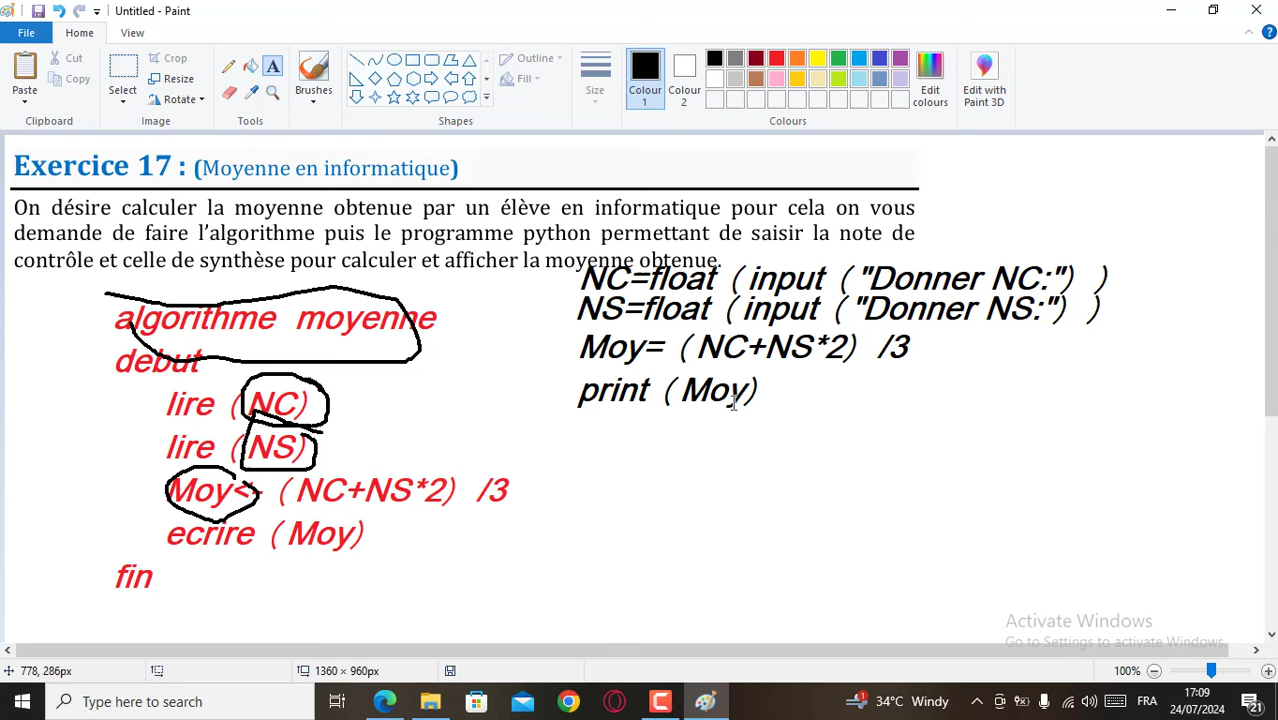 Untitled - Paint
File Home View
Paste
Cut
Copy
Clipboard
Select
Crop
Resize
Rotate
Image
A
Tools
Brushes
Outline
Fill
Shapes
Size
Colour 1
Colour 2
Edit colours
Colours
Edit with Paint 3D
Exercice 17 : (Moyenne en informatique)
On désire calculer la moyenne obtenue par un élève en informatique pour cela on vous
demande de faire l'algorithme puis le programme python permettant de saisir la note de
contrôle et celle de synthèse pour calculer et afficher la moyenne obtenue.
algorithme moyenne
debut
lire (NC)
lire (NS)
Moy<- (NC+NS*2) /3
ecrire (Moy)
fin
NC=float (input ("Donner NC:") )
NS=float (input ("Donner NS:") )
Moy= (NC+NS*2) /3
print (Moy)
Activate Windows
Go to Settings to activate Windows.
778, 286px
1360 × 960px
100%
Type here to search
1
34°C Windy
FRA
17:09
24/07/2024
21